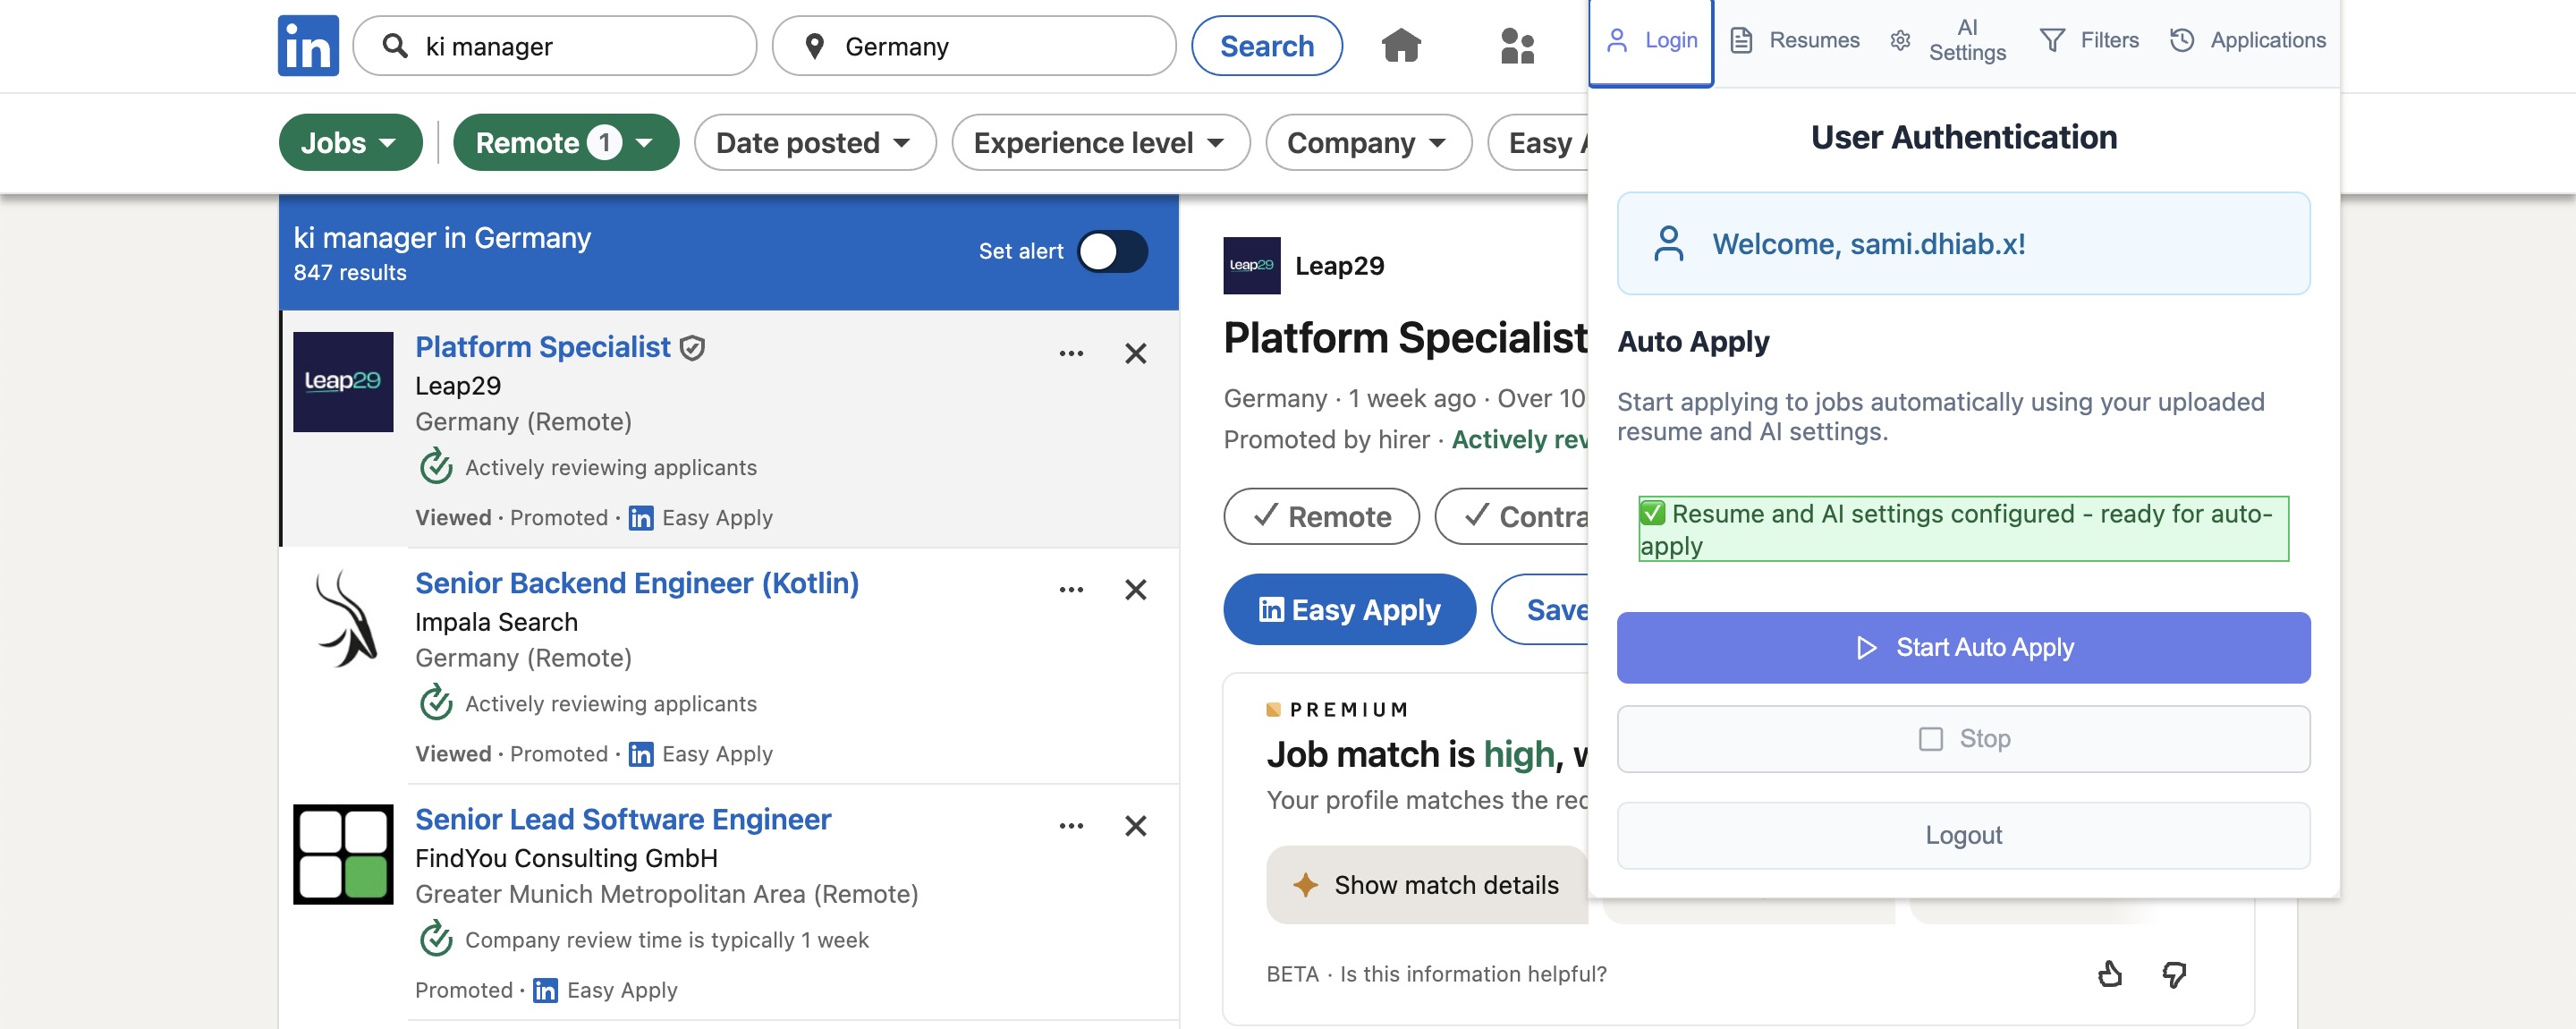 in
ki manager
Germany
Search
Jobs
Remote 1
Date posted
Experience level
Company
Easy
ki manager in Germany
847 results
Set alert
leap29
Platform Specialist
Leap29
Germany (Remote)
Actively reviewing applicants
Viewed · Promoted · in Easy Apply
Senior Backend Engineer (Kotlin)
Impala Search
Germany (Remote)
Actively reviewing applicants
Viewed · Promoted · in Easy Apply
Senior Lead Software Engineer
FindYou Consulting GmbH
Greater Munich Metropolitan Area (Remote)
Company review time is typically 1 week
Promoted · in Easy Apply
leap29
Leap29
Platform Specialist
Germany · 1 week ago · Over 10
Promoted by hirer · Actively rev
Remote
Contra
in Easy Apply
Save
PREMIUM
Job match is high, w
Your profile matches the req
Show match details
BETA · Is this information helpful?
Login
Resumes
AI
Settings
Filters
Applications
User Authentication
Welcome, sami.dhiab.x!
Auto Apply
Start applying to jobs automatically using your uploaded
resume and AI settings.
✅ Resume and AI settings configured - ready for auto-
apply
Start Auto Apply
Stop
Logout